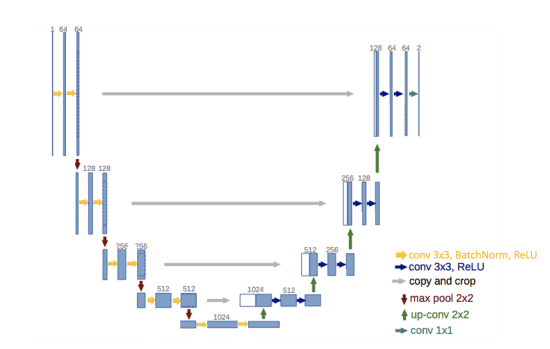 1 64 64
128 64 64 2
128 128
256 128
256 256
512 256
512 512
1024 512
1024
conv 3x3, BatchNorm, ReLU
conv 3x3, ReLU
copy and crop
max pool 2x2
up-conv 2x2
conv 1x1